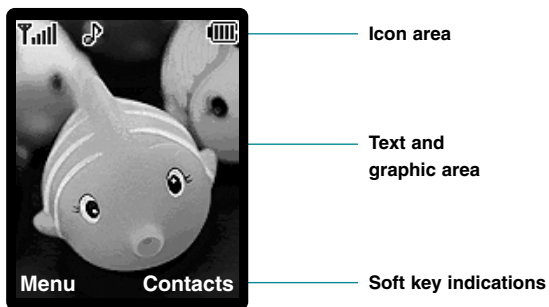 Icon area
Text and
graphic area
Menu Contacts
Soft key indications